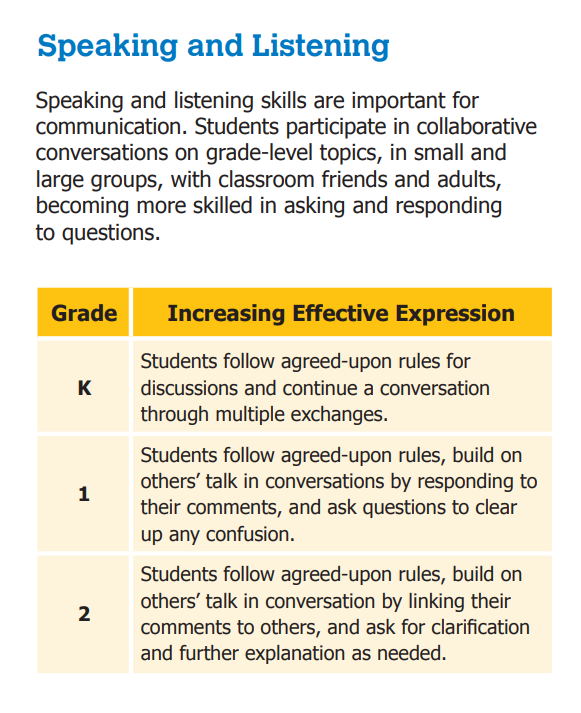 Speaking and Listening
Speaking and listening skills are important for
communication. Students participate in collaborative
conversations on grade-level topics, in small and
large groups, with classroom friends and adults,
becoming more skilled in asking and responding
to questions.
Grade Increasing Effective Expression
K
Students follow agreed-upon rules for
discussions and continue a conversation
through multiple exchanges.
1
Students follow agreed-upon rules, build on
others’ talk in conversations by responding to
their comments, and ask questions to clear
up any confusion.
2
Students follow agreed-upon rules, build on
others’ talk in conversation by linking their
comments to others, and ask for clarification
and further explanation as needed.